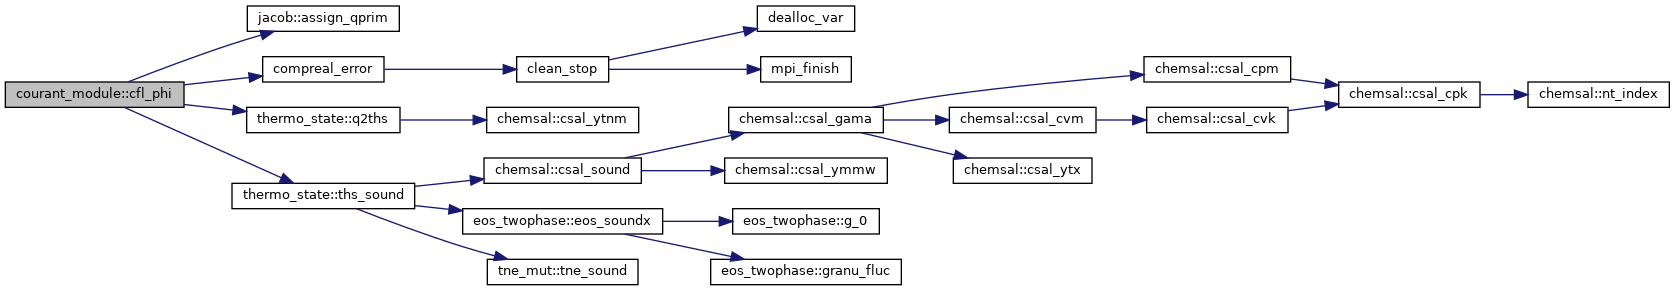 courant_module::cfl_phi
jacob::assign_qprim
compreal_error
thermo_state::q2ths
thermo_state::ths_sound
clean_stop
chemsal::csal_ytnm
chemsal::csal_sound
eos_twophase::eos_soundx
tne_mut::tne_sound
dealloc_var
mpi_finish
chemsal::csal_gama
chemsal::csal_ymmw
eos_twophase::g_0
eos_twophase::granu_fluc
chemsal::csal_cpm
chemsal::csal_cvm
chemsal::csal_ytx
chemsal::csal_cvk
chemsal::csal_cpk
chemsal::nt_index